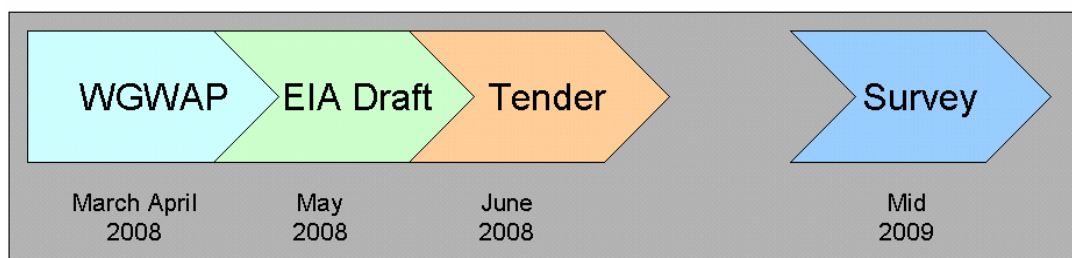 WGWAP
EIA Draft
Tender
Survey
March April
2008
May
2008
June
2008
Mid
2009